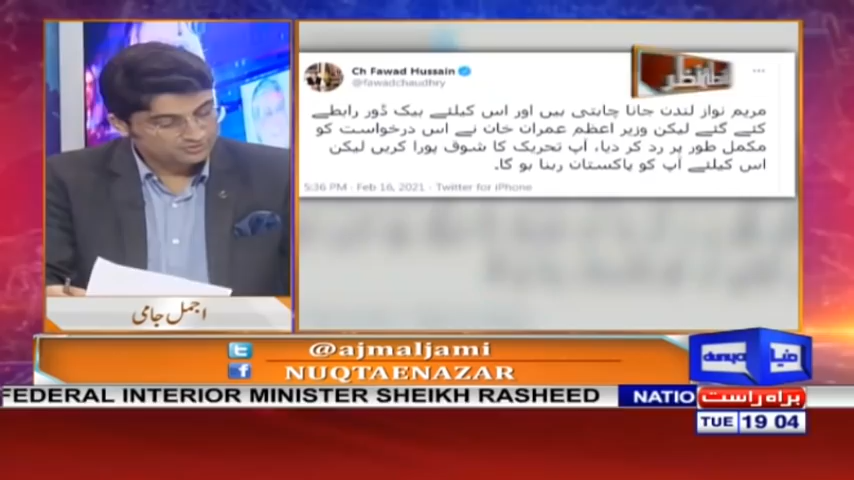 Ch Fawad Hussain
@fawadchaudhry
مریم نواز لندن جانا چاہتی ہیں اور اس کیلئے بیک ڈور رابطے
کئے گئے لیکن وزیر اعظم عمران خان نے اس درخواست کو
مکمل طور پر رد کر دیا، آپ تحریک کا شوق پورا کریں لیکن
اس کیلئے آپ کو پاکستان رہنا ہو گا۔
5:36 PM · Feb 16, 2021 · Twitter for iPhone
اجمل جامی
@ajmaljami
NUQTAENAZAR
دنیا
FEDERAL INTERIOR MINISTER SHEIKH RASHEED
NATIO
براہ راست
TUE 19 04